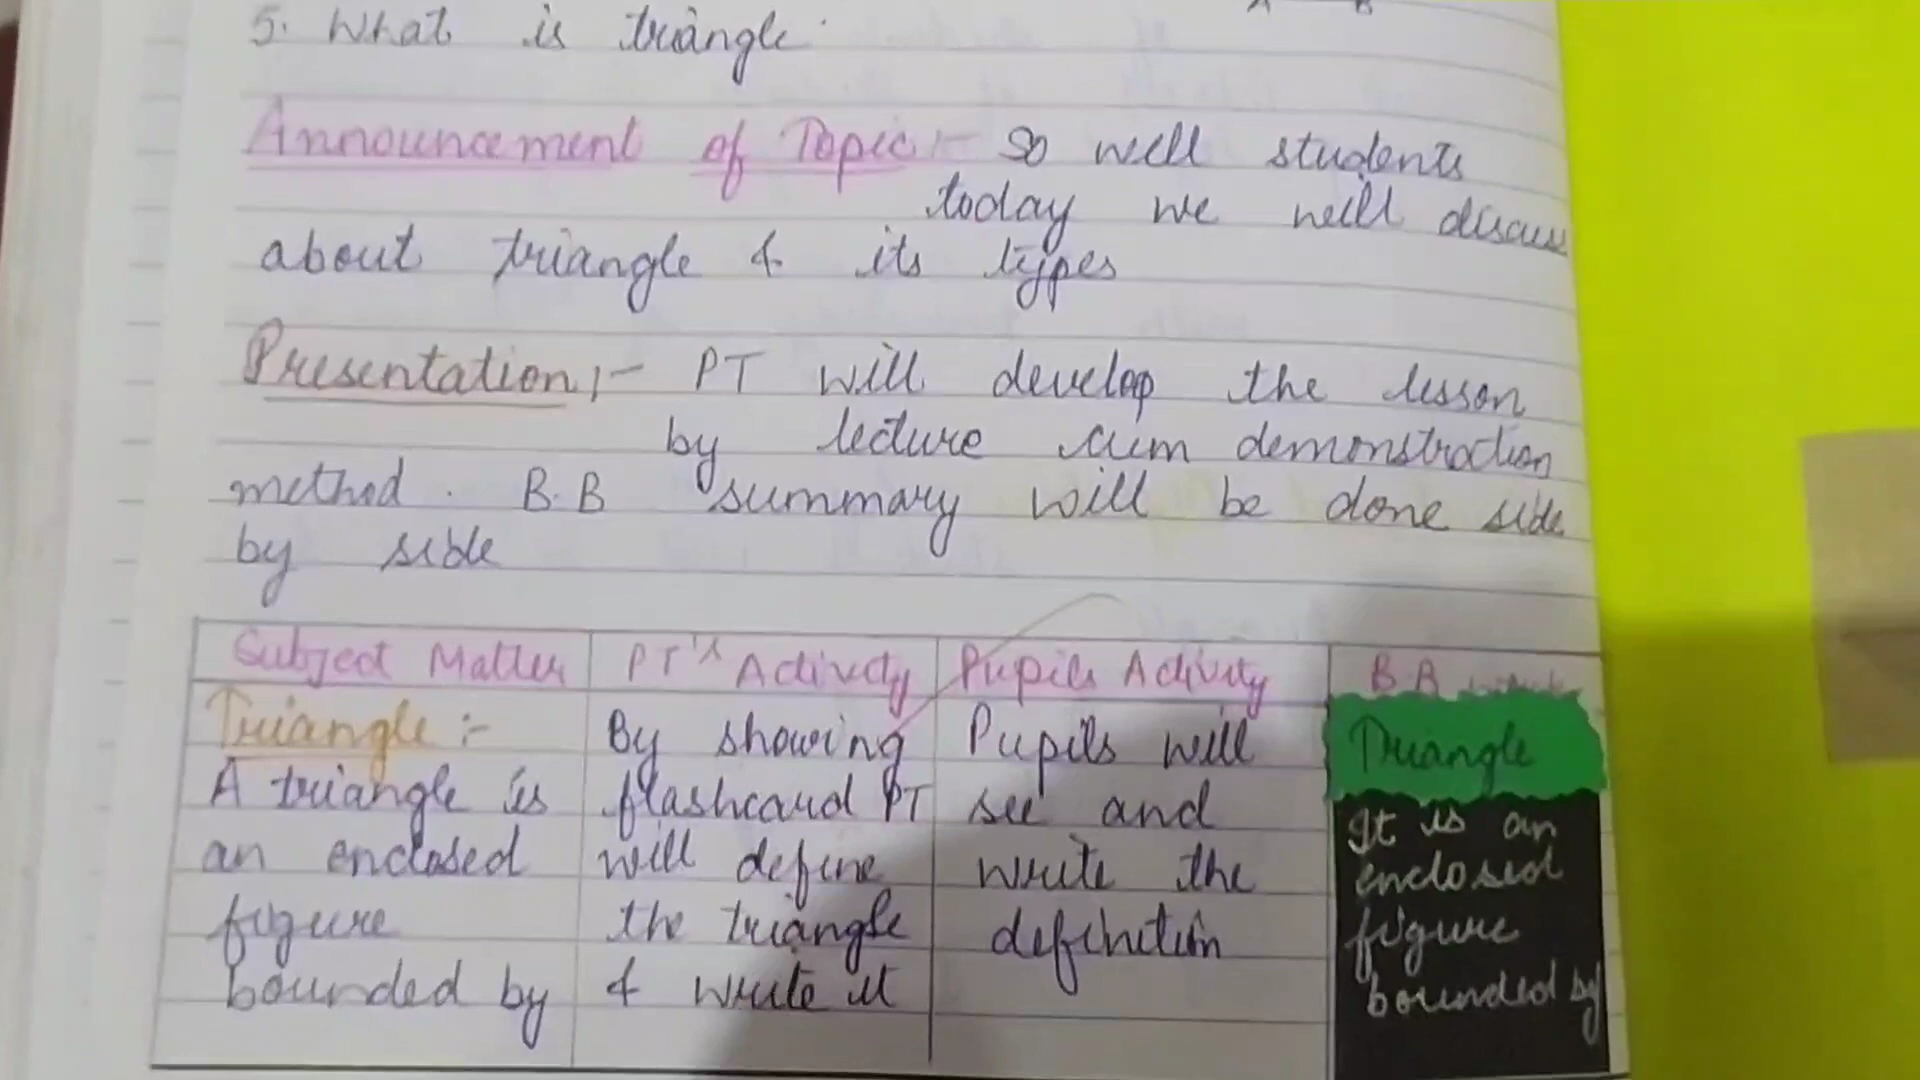 5. What is triangle
Announcement of Topic :- So well students
today we will discuss
about triangle & its types
Presentation :- PT will develop the lesson
by lecture cum demonstration
method. B.B summary will be done side
by side
Subject Matter | PT's Activity | Pupils Activity | B.B
Triangle :- | By showing | Pupils will | Triangle
A triangle is | flashcard PT | see and | It is an
an enclosed | will define | write the | enclosed
figure | the triangle | definition | figure
bounded by | & write it | | bounded by